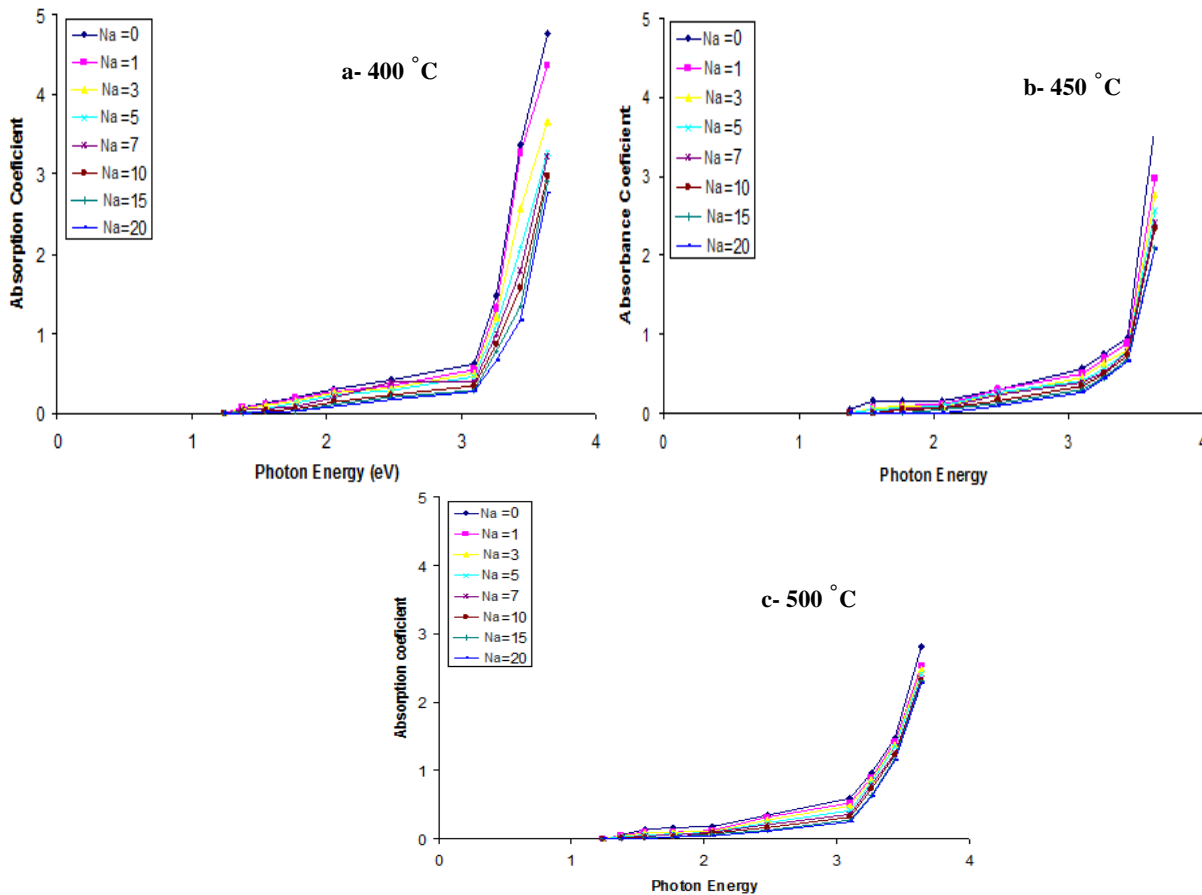 5
4
3
2
1
0
Absorption Coefficient
Na =0
Na =1
Na =3
Na =5
Na =7
Na =10
Na=15
Na=20
a- 400 °C
0 1 2 3 4
Photon Energy (eV)
5
4
3
2
1
0
Absorbance Coefficient
Na =0
Na =1
Na =3
Na =5
Na =7
Na =10
Na =15
Na =20
b- 450 °C
0 1 2 3 4
Photon Energy
5
4
3
2
1
0
Absorption coeficient
Na =0
Na =1
Na =3
Na =5
Na =7
Na =10
Na =15
Na =20
c- 500 °C
0 1 2 3 4
Photon Energy